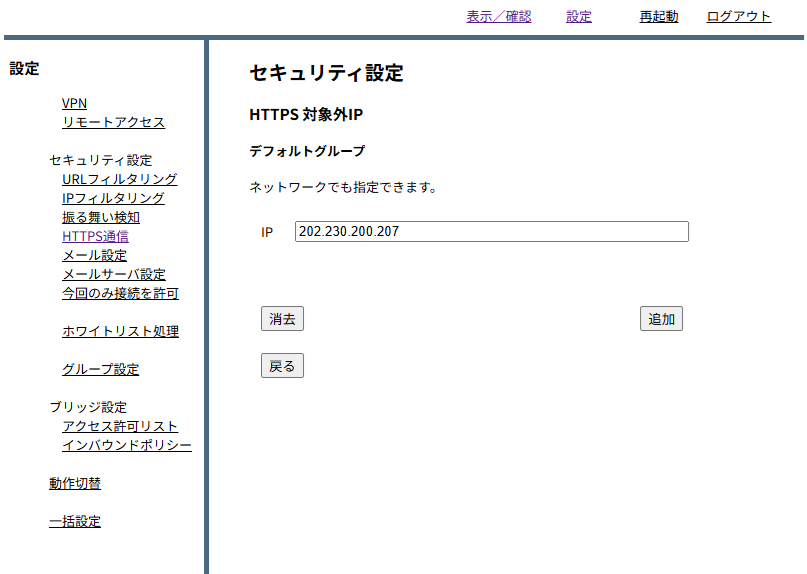 表示／確認 設定 再起動 ログアウト
設定
VPN
リモートアクセス
セキュリティ設定
URLフィルタリング
IPフィルタリング
振る舞い検知
HTTPS通信
メール設定
メールサーバ設定
今回のみ接続を許可
ホワイトリスト処理
グループ設定
ブリッジ設定
アクセス許可リスト
インバウンドポリシー
動作切替
一括設定
セキュリティ設定
HTTPS 対象外IP
デフォルトグループ
ネットワークでも指定できます。
IP 202.230.200.207
消去 追加
戻る